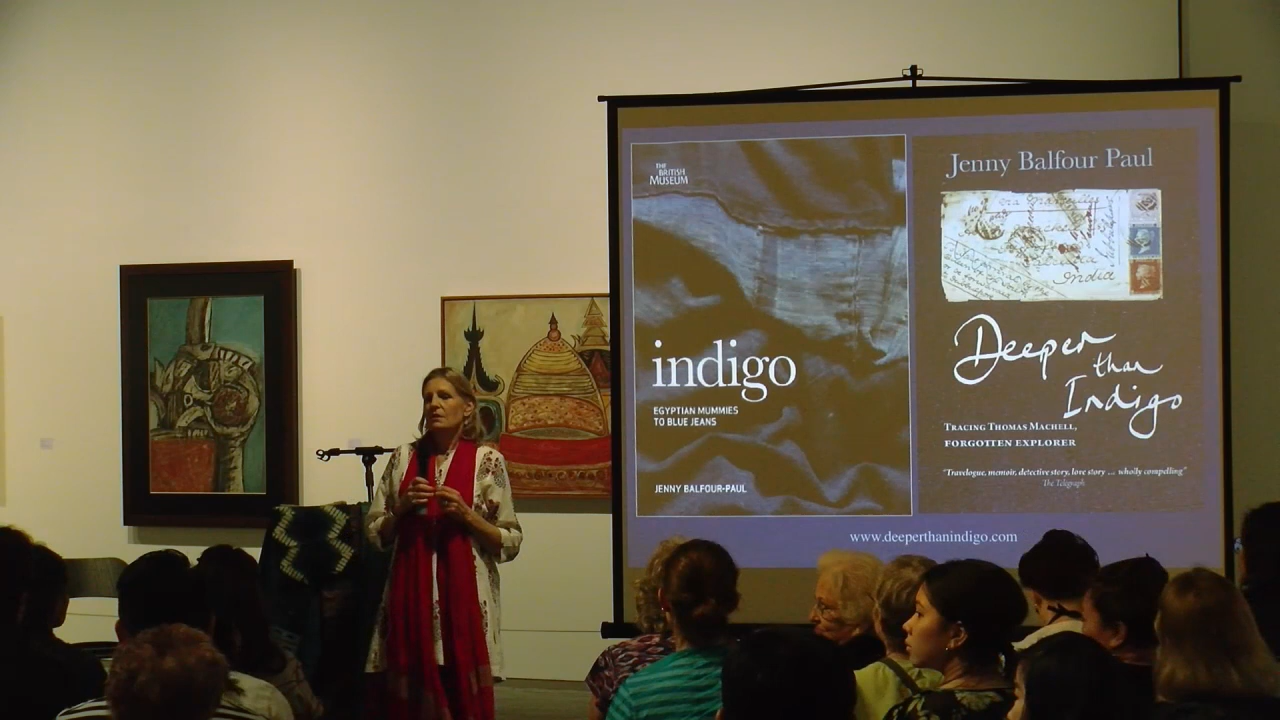 THE
BRITISH
MUSEUM
indigo
EGYPTIAN MUMMIES
TO BLUE JEANS
JENNY BALFOUR-PAUL
Jenny Balfour Paul
India
Deeper
than
Indigo
TRACING THOMAS MACHELL,
FORGOTTEN EXPLORER
"Travelogue, memoir, detective story, love story ... wholly compelling"
The Telegraph
www.deeperthanindigo.com